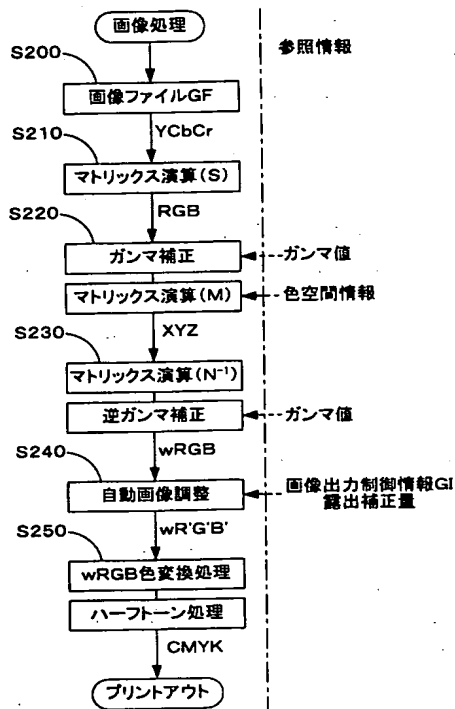 画像処理
参照情報
S200
画像ファイルGF
YCbCr
S210
マトリックス演算(S)
RGB
S220
ガンマ補正
ガンマ値
マトリックス演算(M)
色空間情報
XYZ
S230
マトリックス演算(N⁻¹)
逆ガンマ補正
ガンマ値
wRGB
S240
自動画像調整
画像出力制御情報GI
露出補正量
wR'G'B'
S250
wRGB色変換処理
ハーフトーン処理
CMYK
プリントアウト